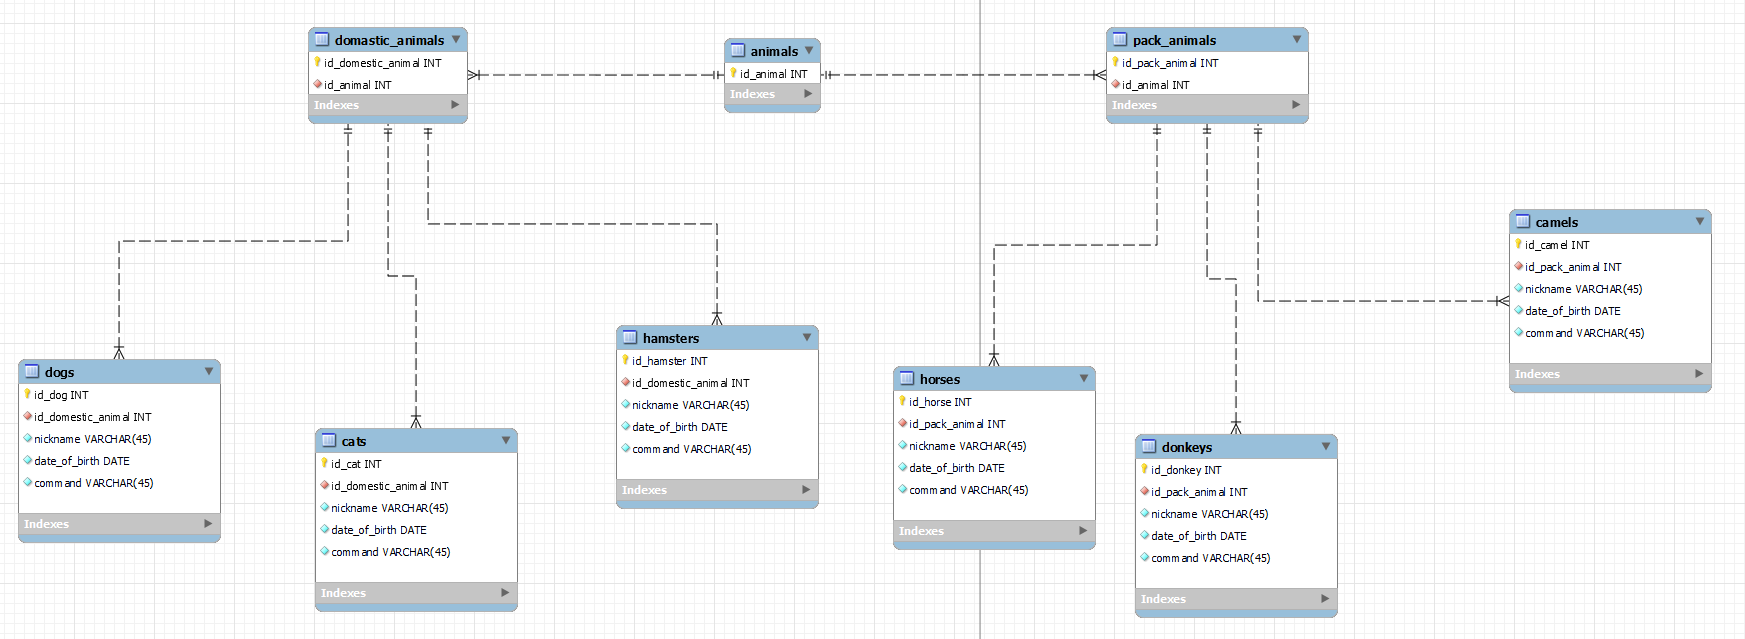 domastic_animals
id_domestic_animal INT
id_animal INT
Indexes
animals
id_animal INT
Indexes
pack_animals
id_pack_animal INT
id_animal INT
Indexes
dogs
id_dog INT
id_domestic_animal INT
nickname VARCHAR(45)
date_of_birth DATE
command VARCHAR(45)
Indexes
cats
id_cat INT
id_domestic_animal INT
nickname VARCHAR(45)
date_of_birth DATE
command VARCHAR(45)
Indexes
hamsters
id_hamster INT
id_domestic_animal INT
nickname VARCHAR(45)
date_of_birth DATE
command VARCHAR(45)
Indexes
horses
id_horse INT
id_pack_animal INT
nickname VARCHAR(45)
date_of_birth DATE
command VARCHAR(45)
Indexes
donkeys
id_donkey INT
id_pack_animal INT
nickname VARCHAR(45)
date_of_birth DATE
command VARCHAR(45)
Indexes
camels
id_camel INT
id_pack_animal INT
nickname VARCHAR(45)
date_of_birth DATE
command VARCHAR(45)
Indexes